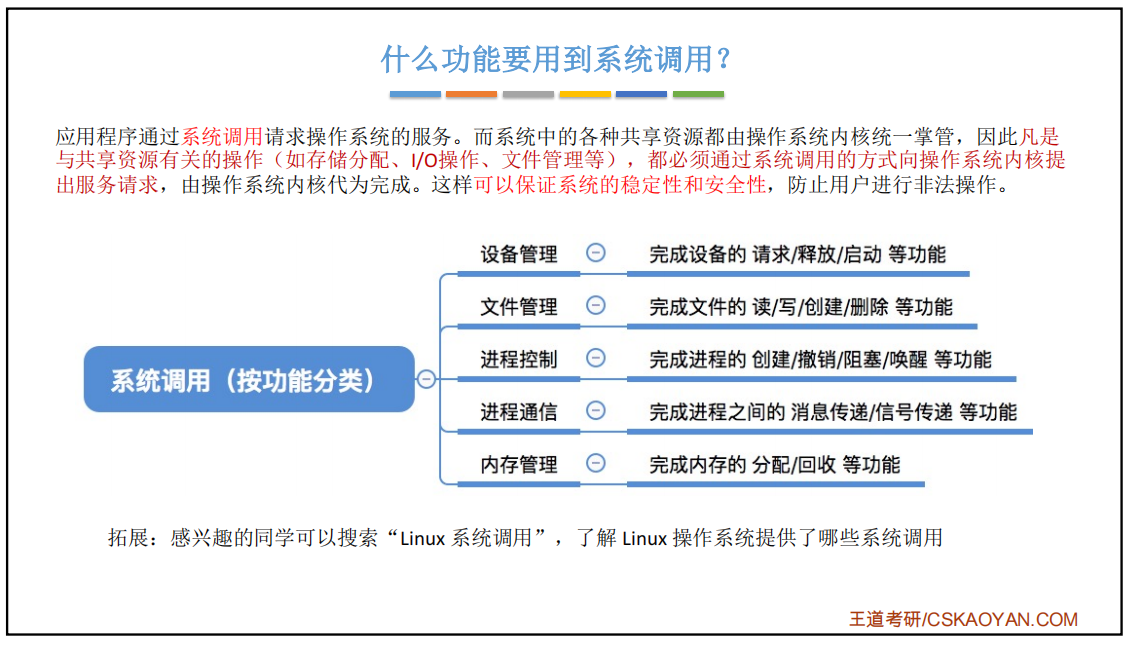 什么功能要用到系统调用？
应用程序通过系统调用请求操作系统的服务。而系统中的各种共享资源都由操作系统内核统一掌管，因此凡是
与共享资源有关的操作（如存储分配、I/O操作、文件管理等），都必须通过系统调用的方式向操作系统内核提
出服务请求，由操作系统内核代为完成。这样可以保证系统的稳定性和安全性，防止用户进行非法操作。
系统调用（按功能分类）
设备管理 完成设备的 请求/释放/启动 等功能
文件管理 完成文件的 读/写/创建/删除 等功能
进程控制 完成进程的 创建/撤销/阻塞/唤醒 等功能
进程通信 完成进程之间的 消息传递/信号传递 等功能
内存管理 完成内存的 分配/回收 等功能
拓展：感兴趣的同学可以搜索“Linux 系统调用”，了解 Linux 操作系统提供了哪些系统调用
王道考研/CSKAOYAN.COM